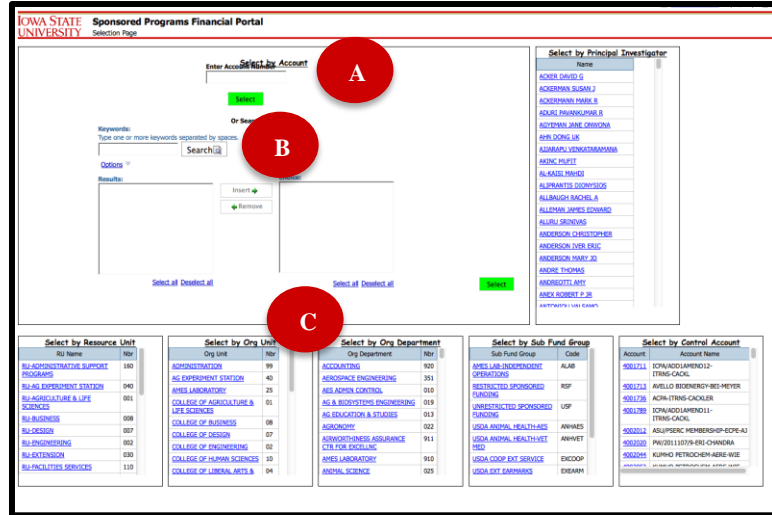 IOWA STATE
UNIVERSITY
Sponsored Programs Financial Portal
Selection Page
Select by Account
Enter Account Number
A
Select
Or Sea
Keywords:
Type one or more keywords separated by spaces.
Search
B
Options
Results:
Insert
Remove
Select all Deselect all
Select all Deselect all
Select
C
Select by Principal Investigator
Name
ACKER DAVID G
ACKERMAN SUSAN J
ACKERMANN MARK R
ADURI PAVANKUMAR R
AGYEMAN JANE ONWONA
AHN DONG UK
AJJARAPU VENKATARAMANA
AKINC MUFIT
AL-KAISI MAHDI
ALIPRANTIS DIONYSIOS
ALLBAUGH RACHEL A
ALLEMAN JAMES EDWARD
ALURU SRINIVAS
ANDERSON CHRISTOPHER
ANDERSON IVER ERIC
ANDERSON MARY JO
ANDRE THOMAS
ANDREOTTI AMY
ANEX ROBERT P JR
Select by Resource Unit
RU Name Nbr
RU-ADMINISTRATIVE SUPPORT 160
PROGRAMS
RU-AG EXPERIMENT STATION 040
RU-AGRICULTURE & LIFE 001
SCIENCES
RU-BUSINESS 008
RU-DESIGN 007
RU-ENGINEERING 002
RU-EXTENSION 030
RU-FACILITIES SERVICES 110
Select by Org Unit
Org Unit Nbr
ADMINISTRATION 99
AG EXPERIMENT STATION 40
AMES LABORATORY 25
COLLEGE OF AGRICULTURE & 01
LIFE SCIENCES
COLLEGE OF BUSINESS 08
COLLEGE OF DESIGN 07
COLLEGE OF ENGINEERING 02
COLLEGE OF HUMAN SCIENCES 10
COLLEGE OF LIBERAL ARTS & 04
Select by Org Department
Org Department Nbr
ACCOUNTING 920
AEROSPACE ENGINEERING 351
AES ADMIN CONTROL 010
AG & BIOSYSTEMS ENGINEERING 019
AG EDUCATION & STUDIES 013
AGRONOMY 022
AIRWORTHINESS ASSURANCE 911
CTR FOR EXCELLNC
AMES LABORATORY 910
ANIMAL SCIENCE 025
Select by Sub Fund Group
Sub Fund Group Code
AMES LAB-INDEPENDENT ALAB
OPERATIONS
RESTRICTED SPONSORED RSF
FUNDING
UNRESTRICTED SPONSORED USF
FUNDING
USDA ANIMAL HEALTH-AES ANHAES
USDA ANIMAL HEALTH-VET ANHVET
MED
USDA COOP EXT SERVICE EXCOOP
USDA EXT EARMARKS EXEARM
Select by Control Account
Account Account Name
4001711 ICPA/ADD1AMEND12-
ITRNS-CACKL
4001713 AVELLO BIOENERGY-BEI-MEYER
4001736 ACPA-ITRNS-CACKLER
4001789 ICPA/ADD1AMEND11-
ITRNS-CACKL
4002012 ASU/PSERC MEMBERSHIP-ECPE-AJ
4002020 PW/2011107/9-ERI-CHANDRA
4002044 KUMHO PETROCHEM-AERE-WIE